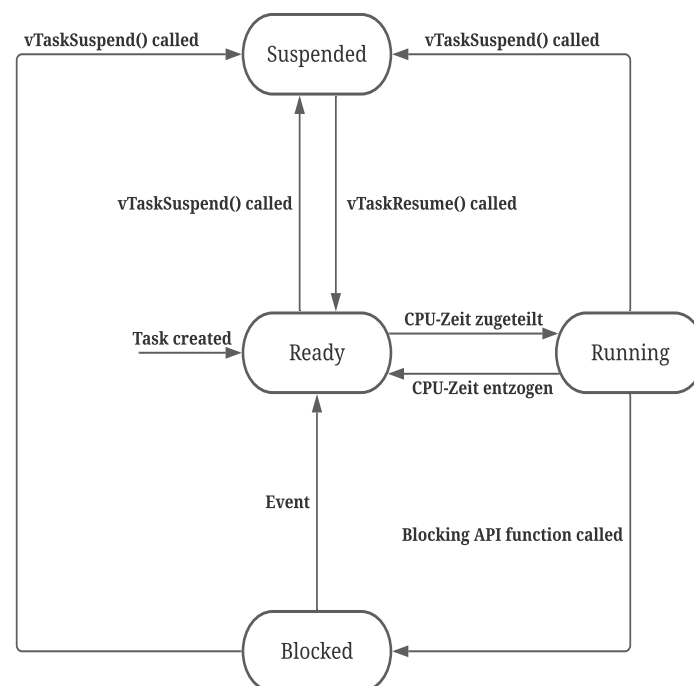 vTaskSuspend() called
vTaskSuspend() called
Suspended
vTaskSuspend() called
vTaskResume() called
CPU-Zeit zugeteilt
Task created
Ready
Running
CPU-Zeit entzogen
Event
Blocking API function called
Blocked